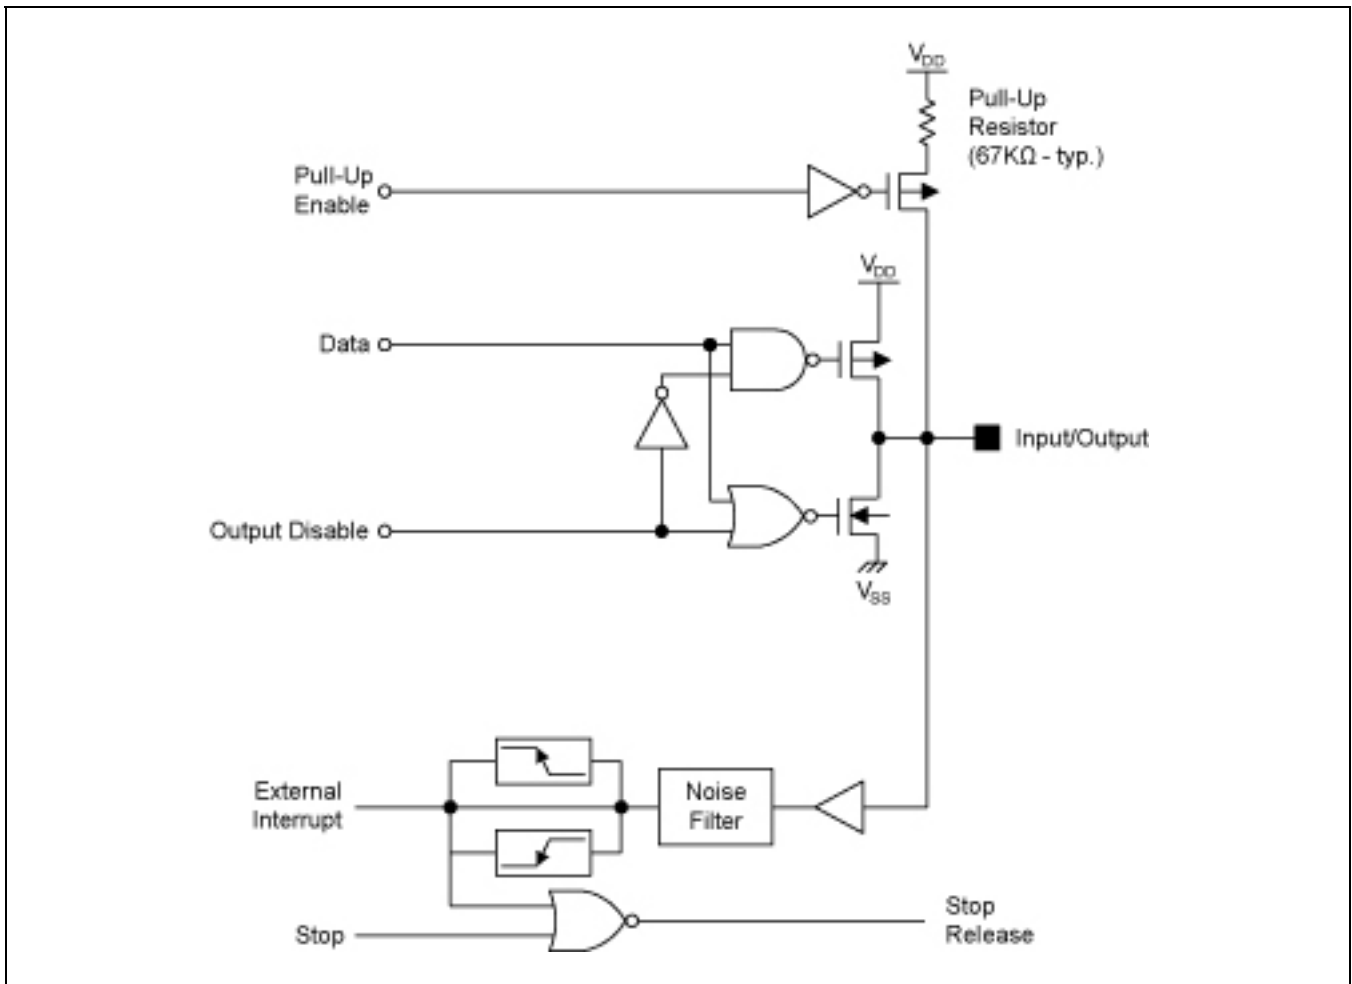 VDD
Pull-Up
Resistor
(67KΩ - typ.)
Pull-Up
Enable
VDD
Data
Input/Output
Output Disable
VSS
External
Interrupt
Noise
Filter
Stop
Stop
Release